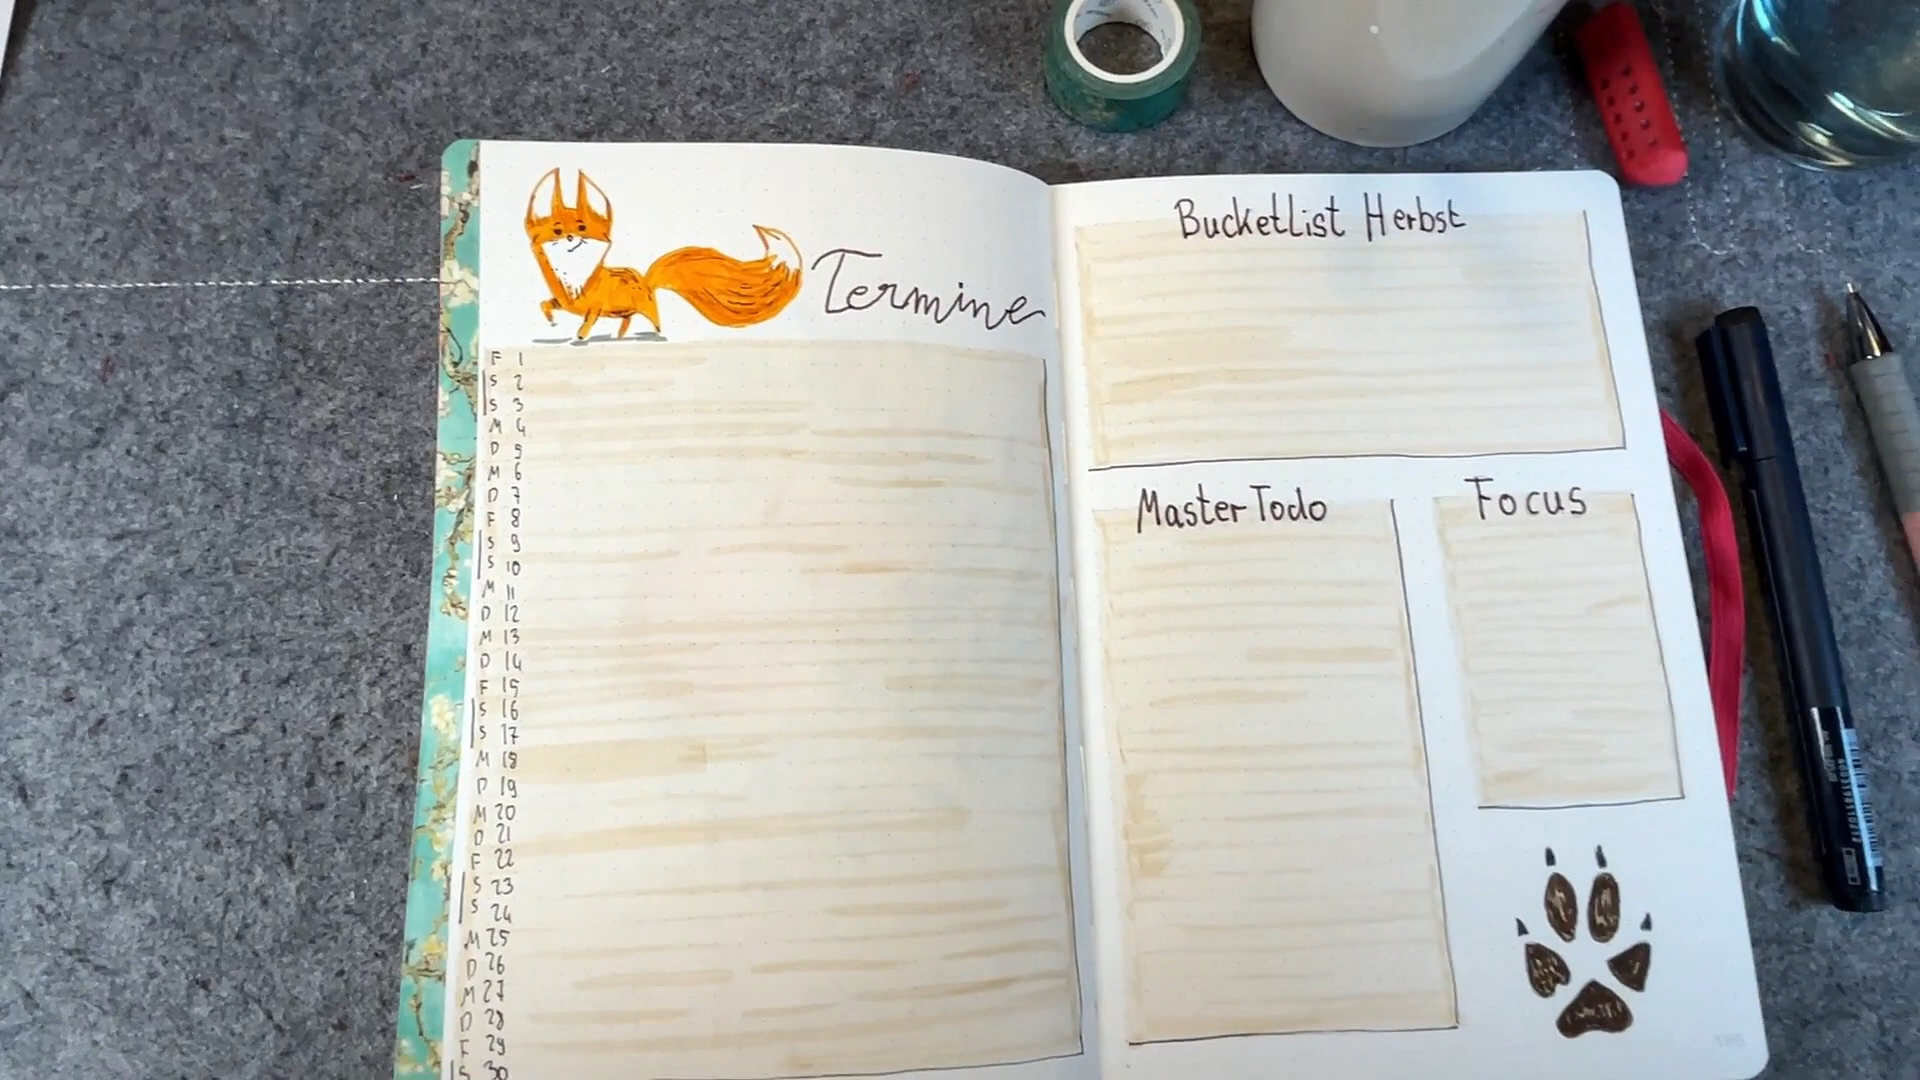 Termine
F 1
S 2
S 3
M 4
D 5
M 6
D 7
F 8
S 9
S 10
M 11
D 12
M 13
D 14
F 15
S 16
S 17
M 18
D 19
M 20
D 21
F 22
S 23
S 24
M 25
D 26
M 27
D 28
F 29
S 30
Bucketlist Herbst
Master Todo
Focus